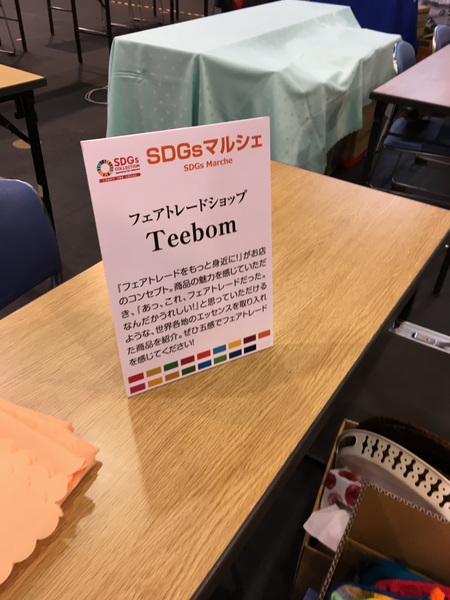 SDGs
COLLECTION
SDGsマルシェ
SDGs Marche
フェアトレードショップ
Teebom
「フェアトレードをもっと身近に!」がお店
のコンセプト。商品の魅力を感じていただ
き、「あっ、これ、フェアトレードだった。
なんだかうれしい!」と思っていただける
ような、世界各地のエッセンスを取り入れ
た商品を紹介。ぜひ五感でフェアトレード
を感じてください!